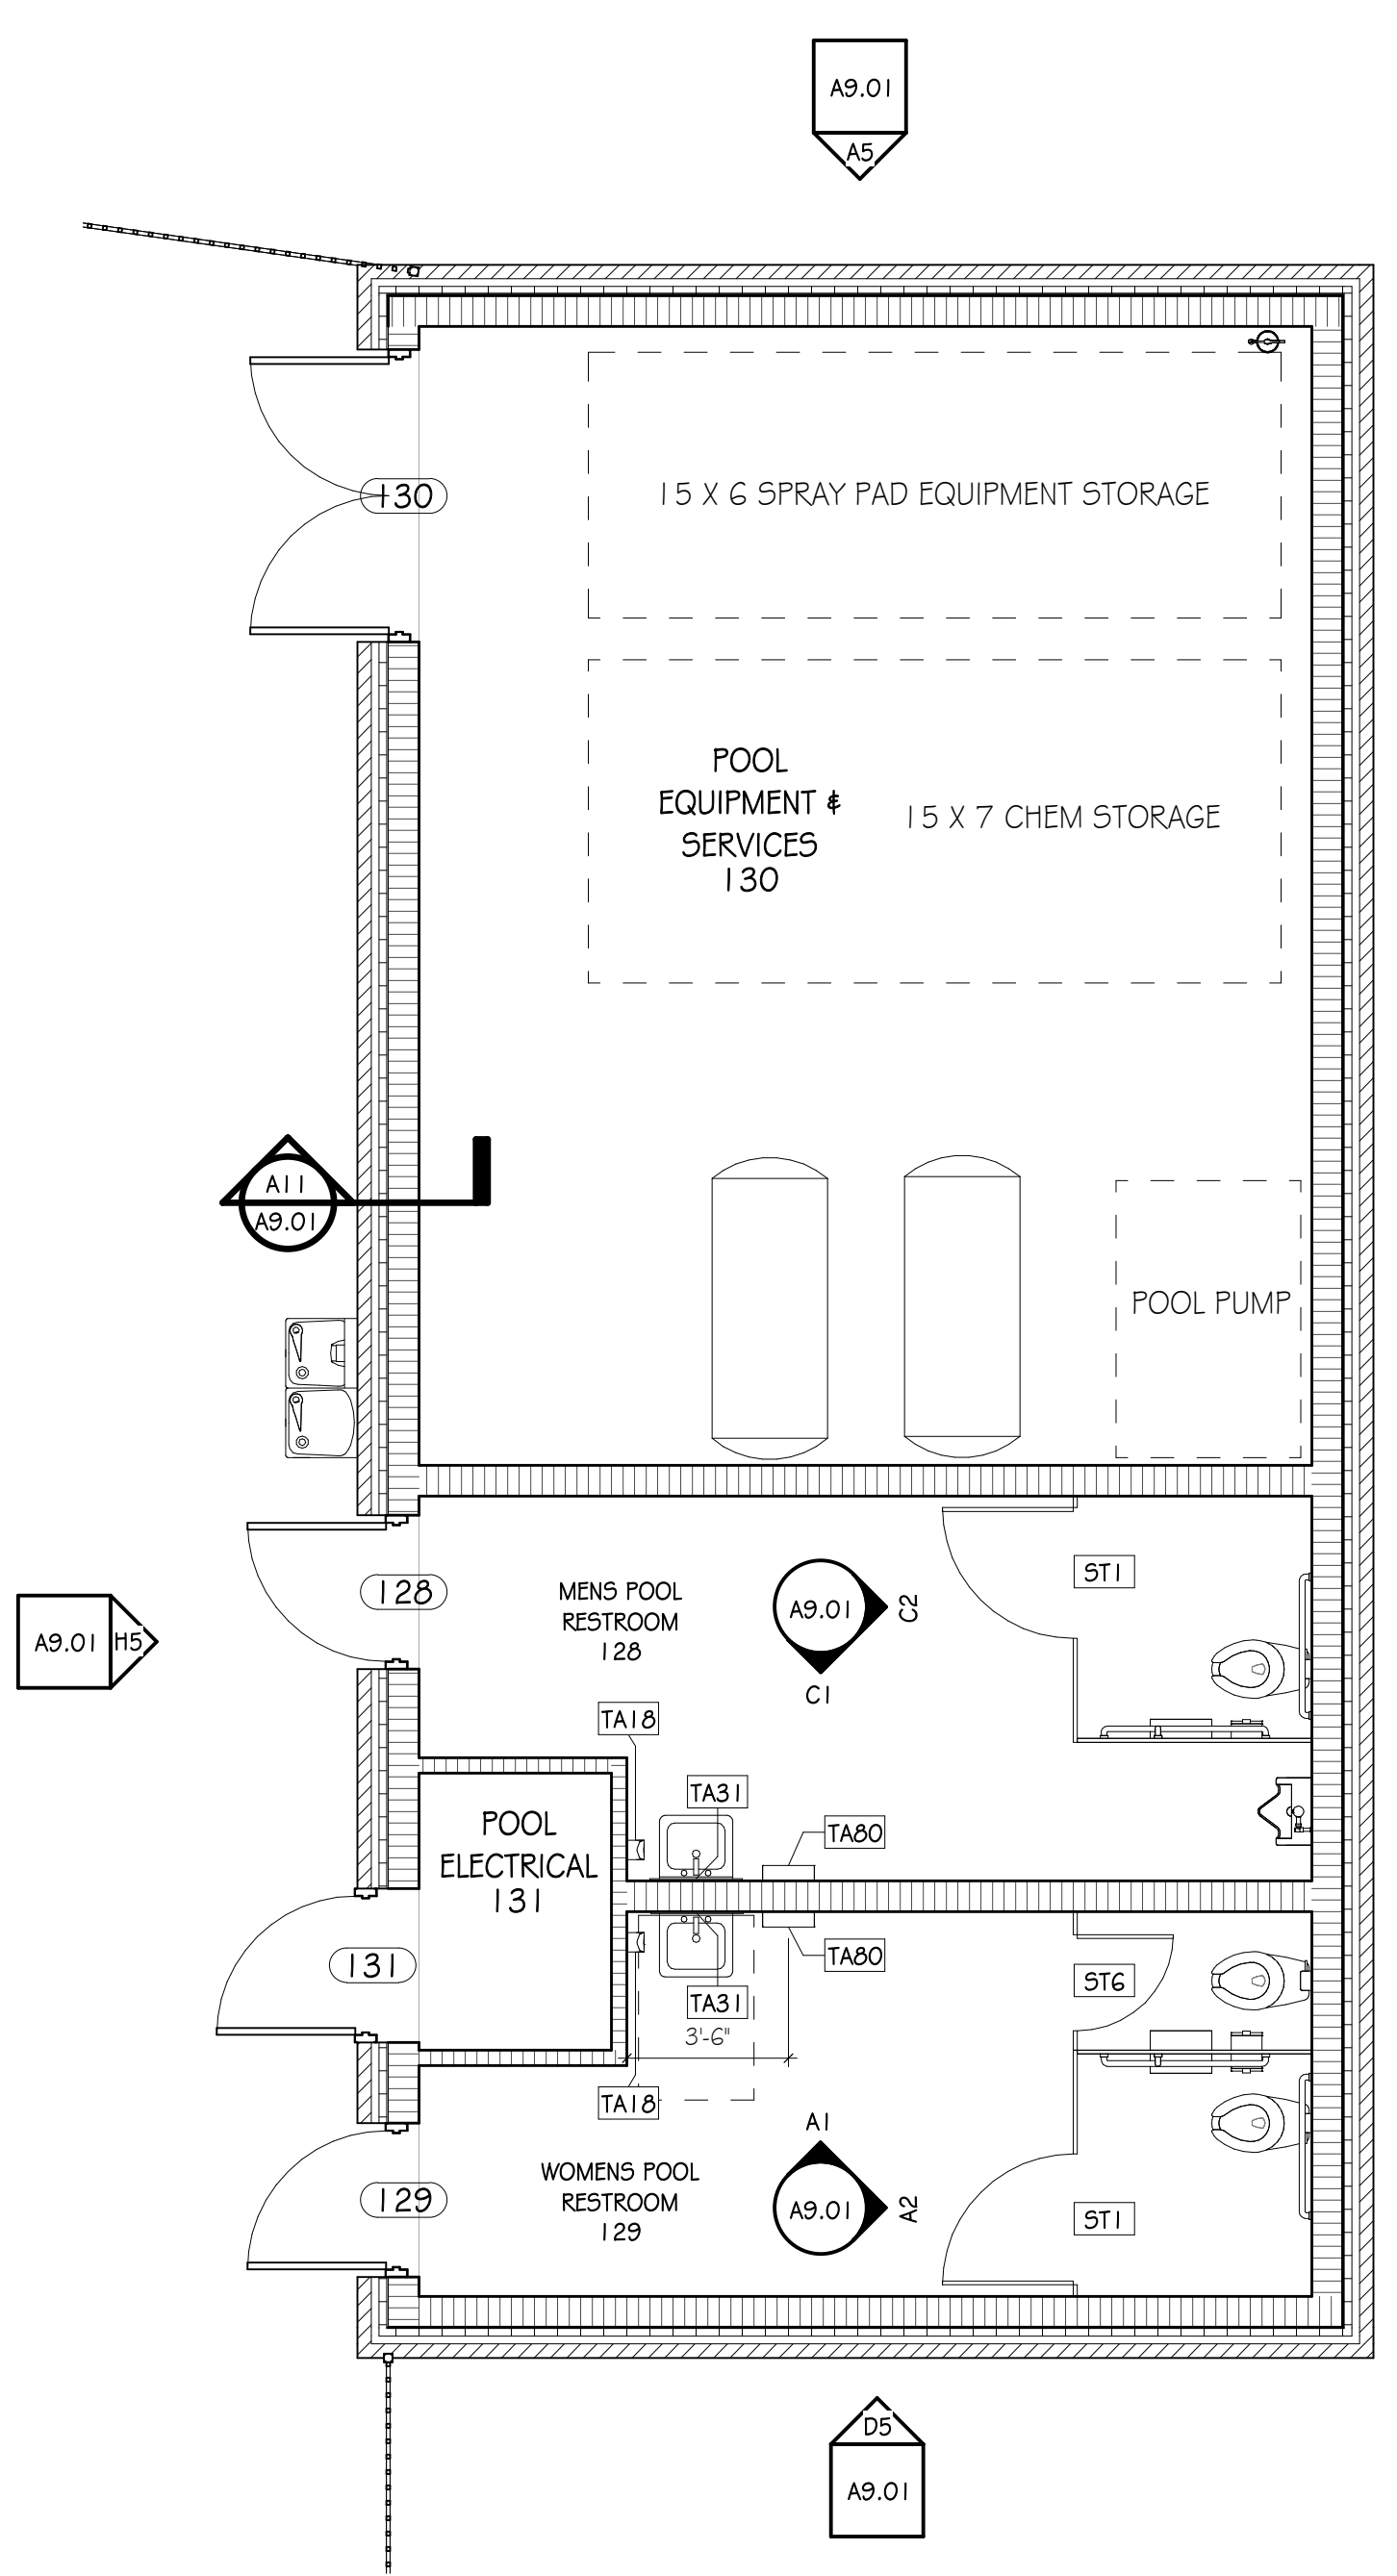 A9.01
A5
130
15 X 6 SPRAY PAD EQUIPMENT STORAGE
POOL
EQUIPMENT &
SERVICES
130
15 X 7 CHEM STORAGE
A11
A9.01
POOL PUMP
128
MENS POOL
RESTROOM
128
A9.01
C2
C1
ST1
A9.01
H5
TA18
TA31
TA80
POOL
ELECTRICAL
131
131
TA80
TA31
3'-6"
ST6
TA18
129
WOMENS POOL
RESTROOM
129
A1
A9.01
A2
ST1
D5
A9.01